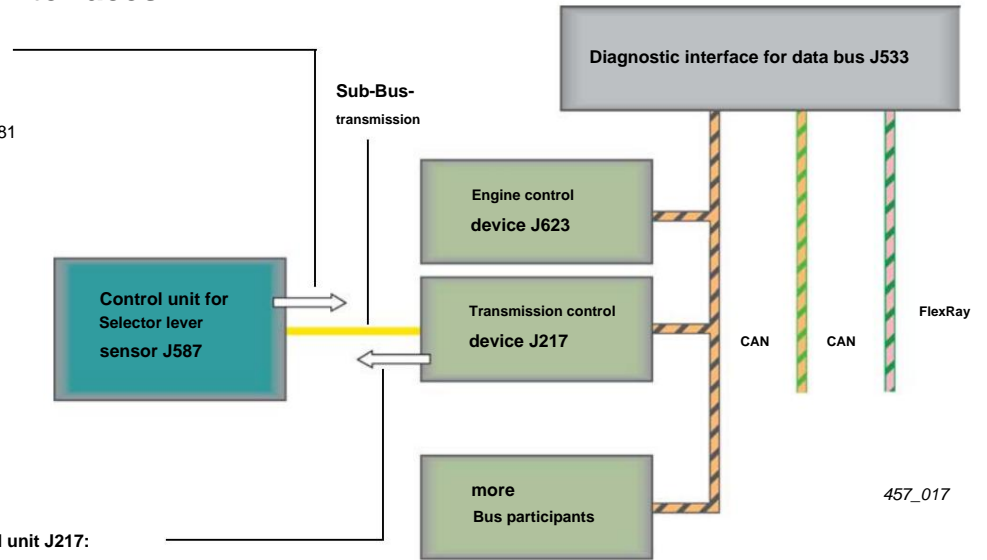 Diagnostic interface for data bus J533
Sub-Bus-
transmission
81
Engine control
device J623
Control unit for
Selector lever
sensor J587
Transmission control
device J217
CAN
CAN
FlexRay
more
Bus participants
457_017
unit J217: